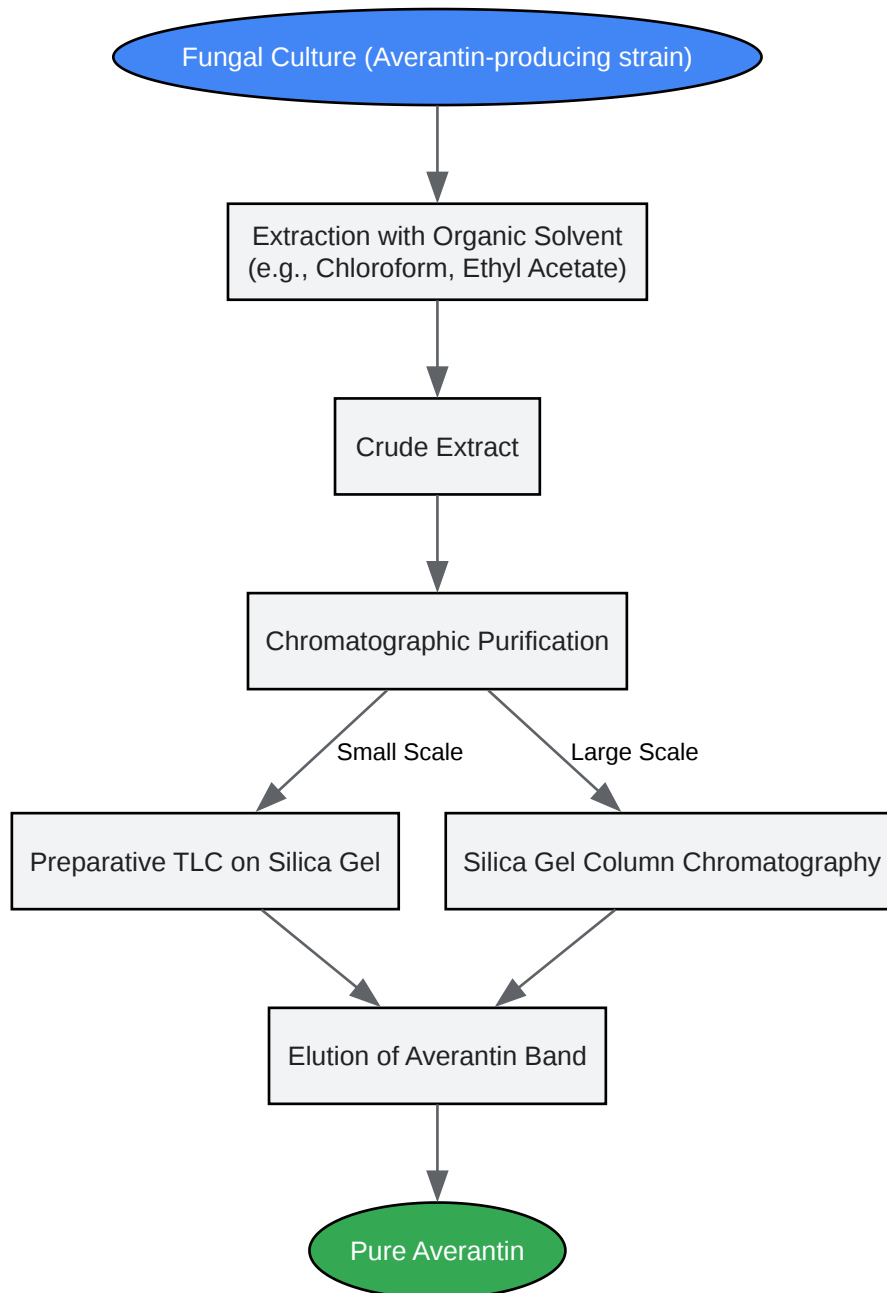 Fungal Culture (Averantin-producing strain)
Extraction with Organic Solvent
(e.g., Chloroform, Ethyl Acetate)
Crude Extract
Chromatographic Purification
Small Scale
Large Scale
Preparative TLC on Silica Gel
Silica Gel Column Chromatography
Elution of Averantin Band
Pure Averantin